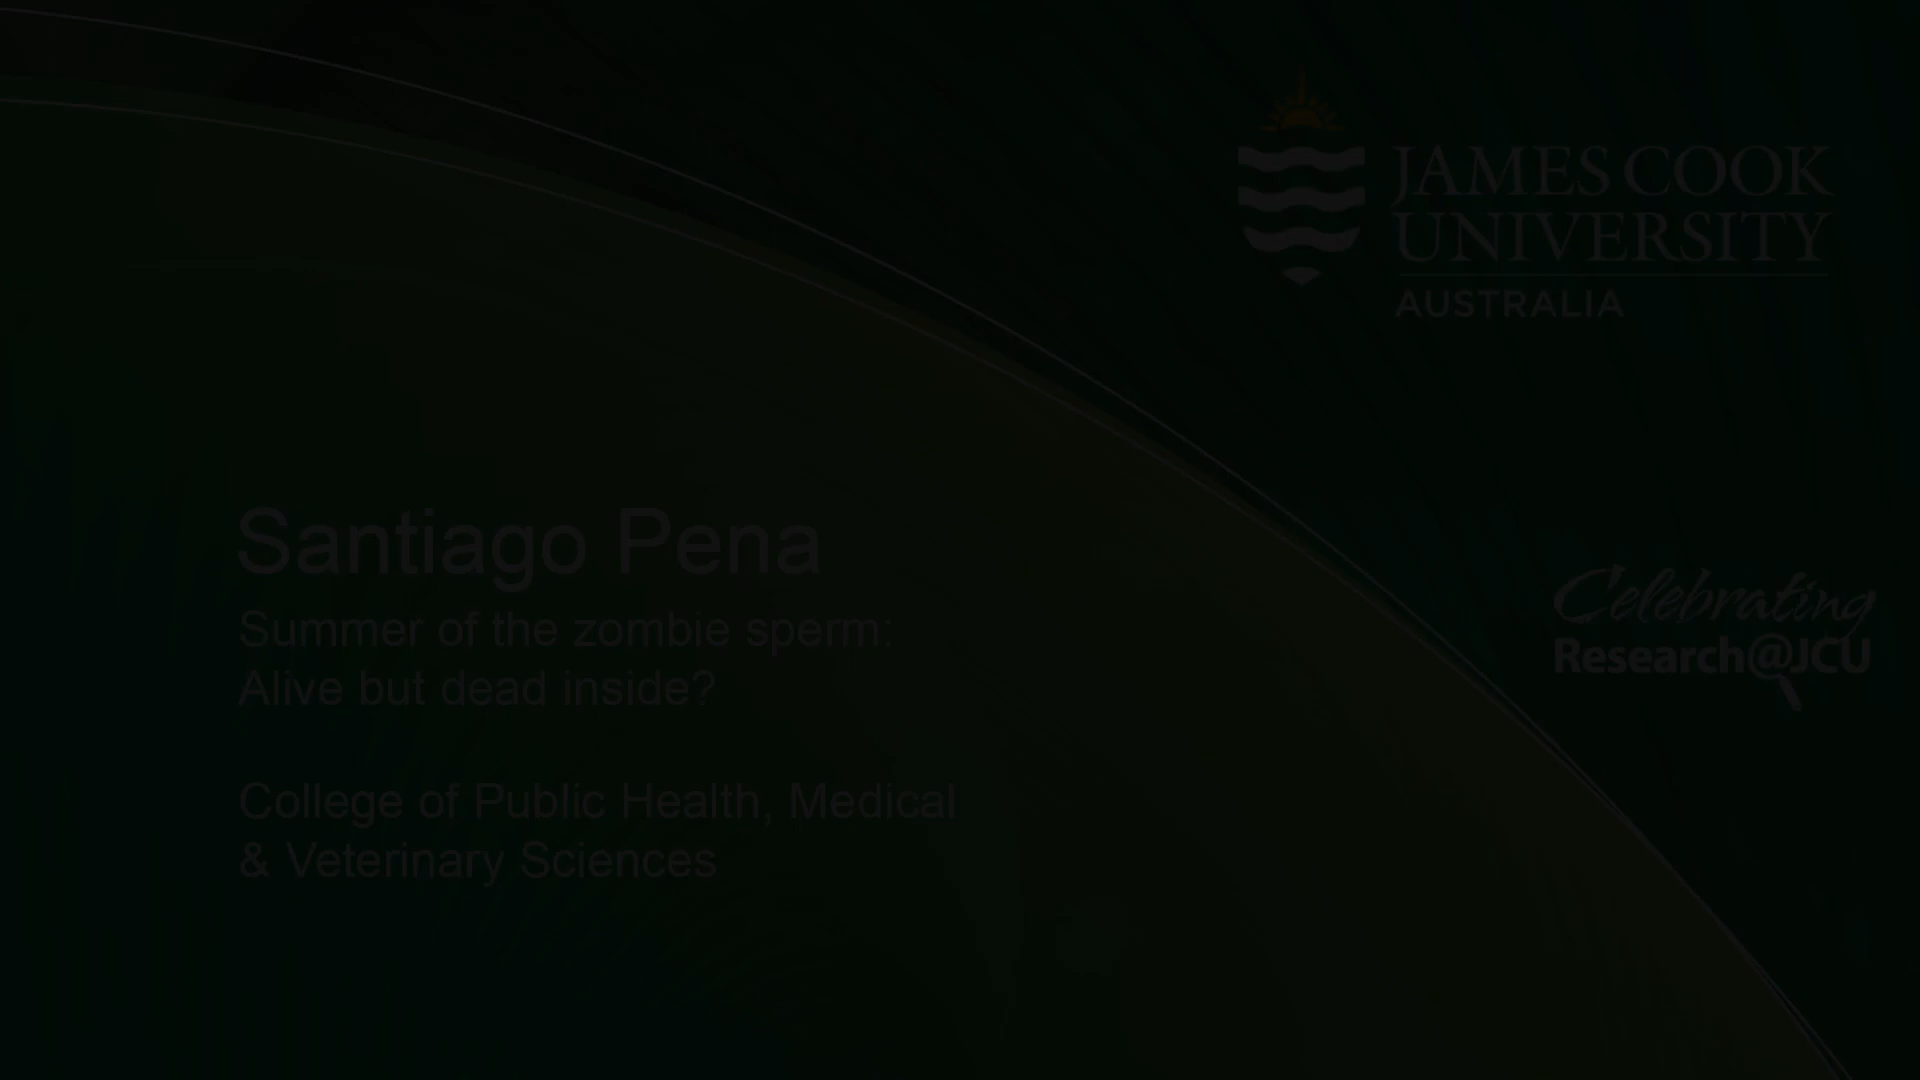 JAMES COOK
UNIVERSITY
AUSTRALIA
Santiago Pena
Summer of the zombie sperm:
Alive but dead inside?
College of Public Health, Medical
& Veterinary Sciences
Celebrating
Research@JCU